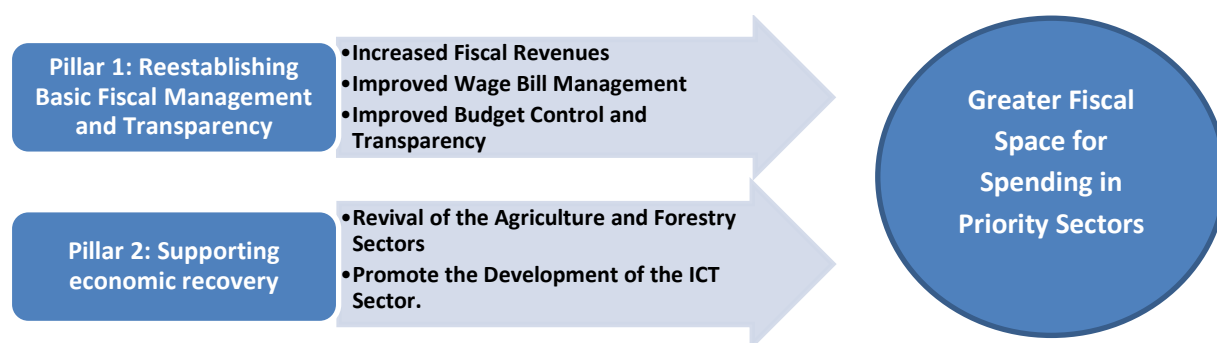 Pillar 1: Reestablishing
Basic Fiscal Management
and Transparency
•Increased Fiscal Revenues
•Improved Wage Bill Management
•Improved Budget Control and
Transparency
Pillar 2: Supporting
economic recovery
•Revival of the Agriculture and Forestry
Sectors
•Promote the Development of the ICT
Sector.
Greater Fiscal
Space for
Spending in
Priority Sectors